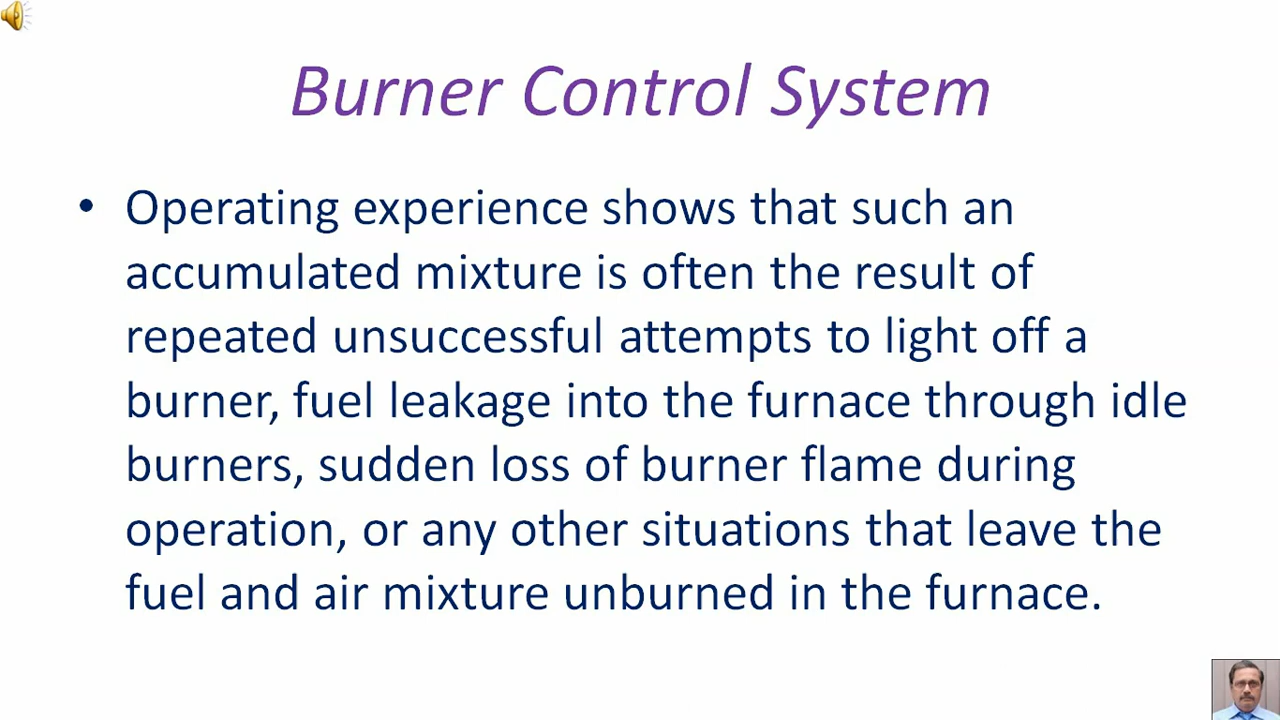 Burner Control System
• Operating experience shows that such an
accumulated mixture is often the result of
repeated unsuccessful attempts to light off a
burner, fuel leakage into the furnace through idle
burners, sudden loss of burner flame during
operation, or any other situations that leave the
fuel and air mixture unburned in the furnace.